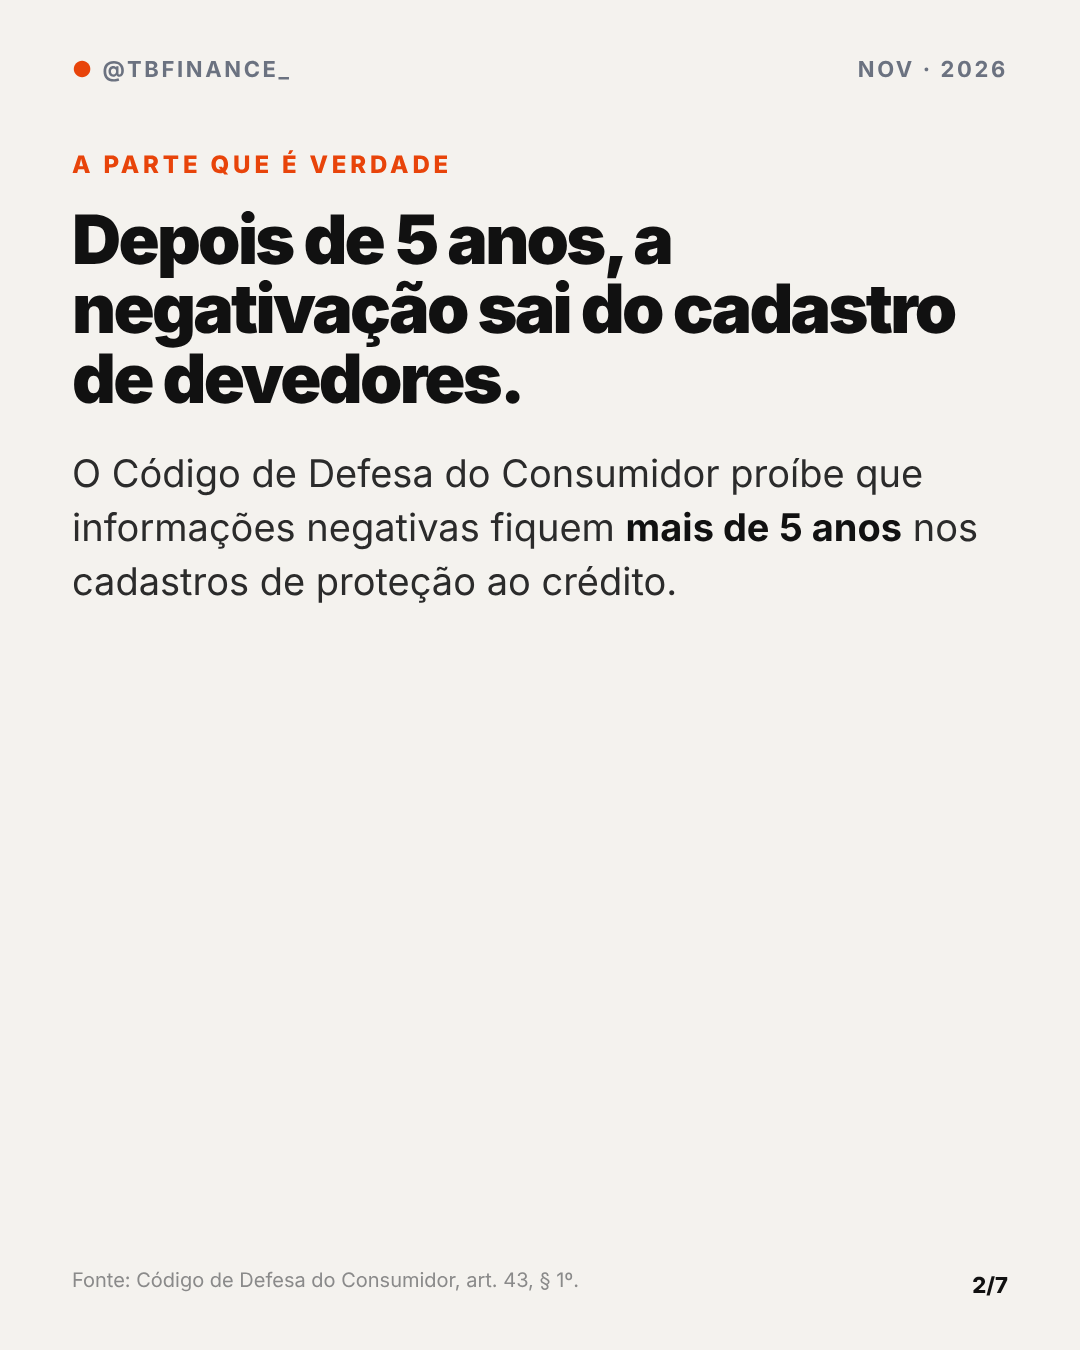 @TBFINANCE_
NOV · 2026
A PARTE QUE É VERDADE
Depois de 5 anos, a
negativação sai do cadastro
de devedores.
O Código de Defesa do Consumidor proíbe que
informações negativas fiquem mais de 5 anos nos
cadastros de proteção ao crédito.
Fonte: Código de Defesa do Consumidor, art. 43, § 1º.
2/7